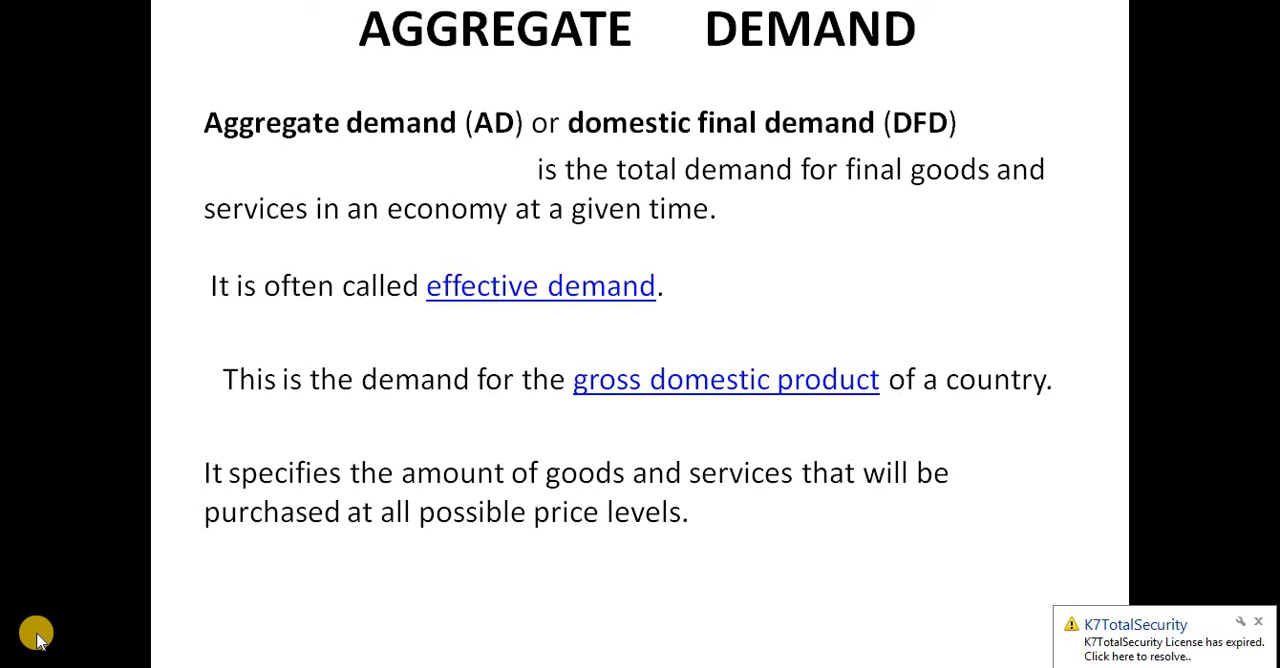 AGGREGATE DEMAND
Aggregate demand (AD) or domestic final demand (DFD)
is the total demand for final goods and
services in an economy at a given time.
It is often called effective demand.
This is the demand for the gross domestic product of a country.
It specifies the amount of goods and services that will be
purchased at all possible price levels.
K7TotalSecurity
K7TotalSecurity License has expired.
Click here to resolve..